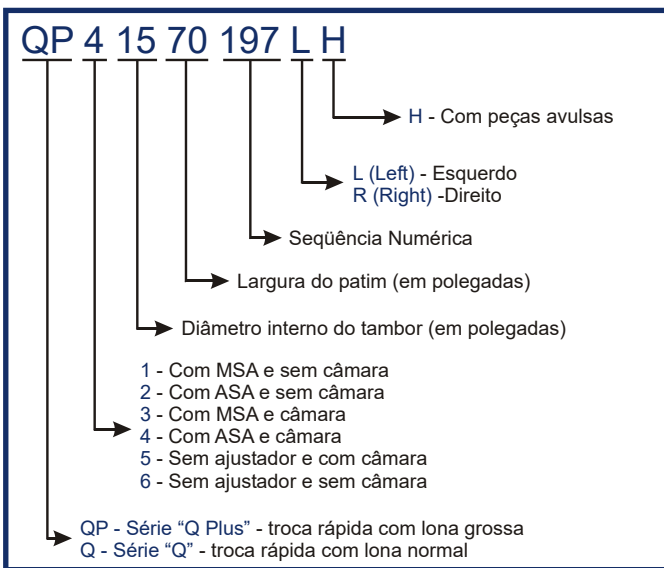 QP 4 15 70 197 L H
H - Com peças avulsas
L (Left) - Esquerdo
R (Right) -Direito
Seqüência Numérica
Largura do patim (em polegadas)
Diâmetro interno do tambor (em polegadas)
1 - Com MSA e sem câmara
2 - Com ASA e sem câmara
3 - Com MSA e câmara
4 - Com ASA e câmara
5 - Sem ajustador e com câmara
6 - Sem ajustador e sem câmara
QP - Série “Q Plus” - troca rápida com lona grossa
Q - Série “Q” - troca rápida com lona normal